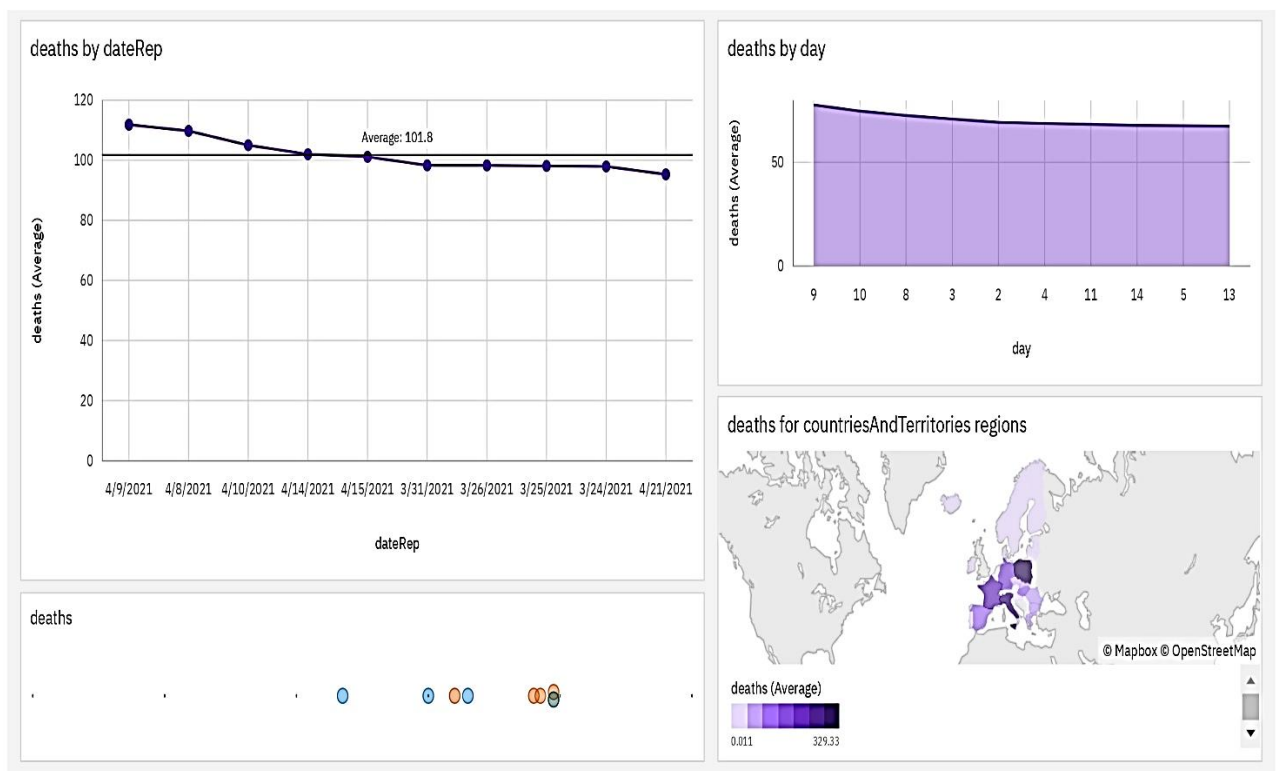 deaths by dateRep
120
100
80
60
40
20
0
Average: 101.8
deaths (Average)
4/9/2021 4/8/2021 4/10/2021 4/14/2021 4/15/2021 3/31/2021 3/26/2021 3/25/2021 3/24/2021 4/21/2021
dateRep
deaths by day
50
0
deaths (Average)
9 10 8 3 2 4 11 14 5 13
day
deaths
deaths for countriesAndTerritories regions
© Mapbox © OpenStreetMap
deaths (Average)
0.011 329.33